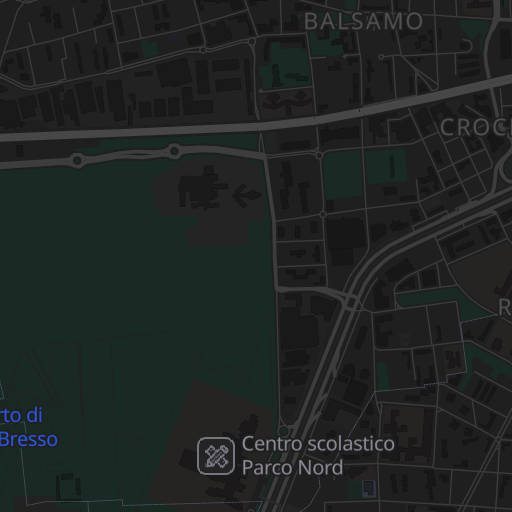 BALSAMO
CROC
R
rto di
Bresso
Centro scolastico
Parco Nord